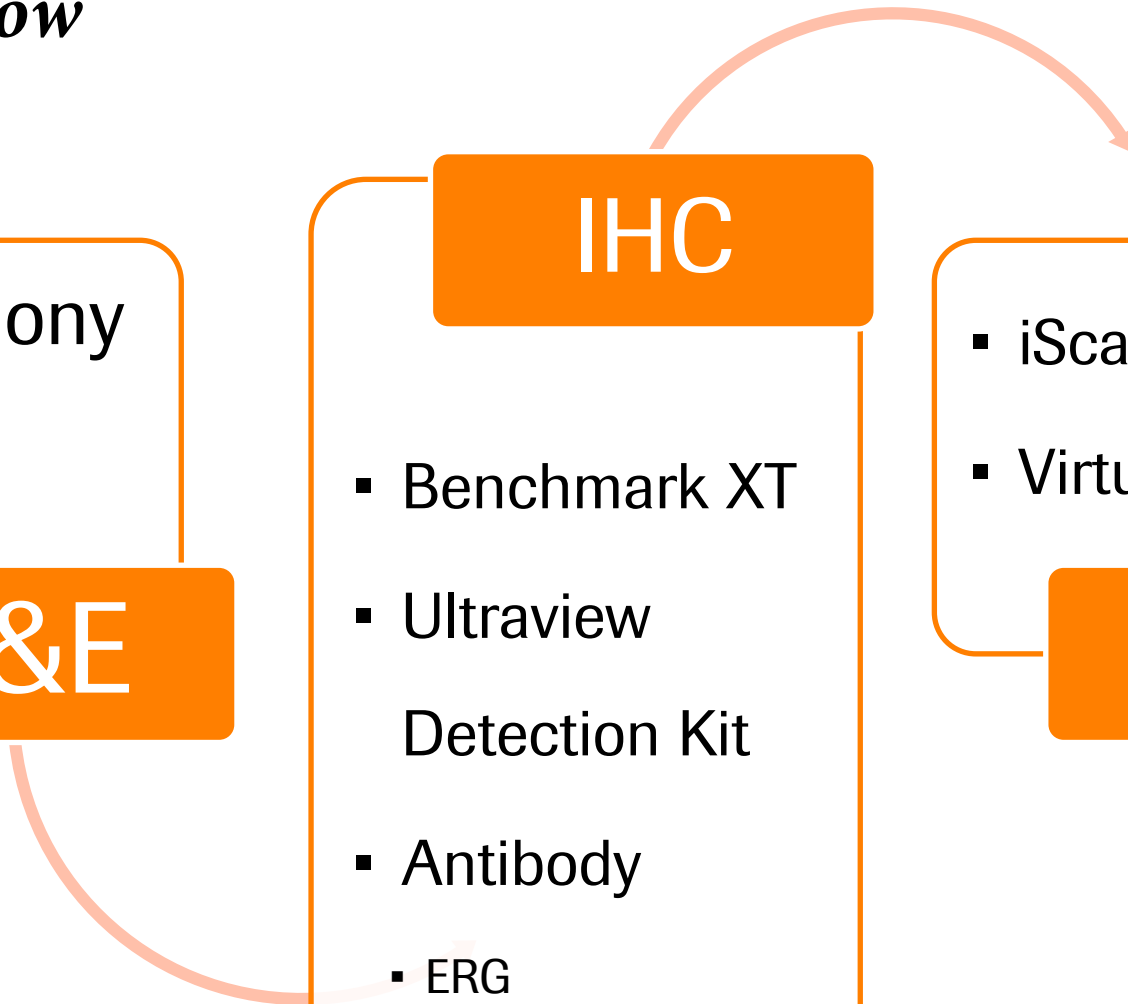 ow
ony
&E
IHC
▪ Benchmark XT
▪ Ultraview
Detection Kit
▪ Antibody
▪ ERG
▪ iSca
▪ Virtu